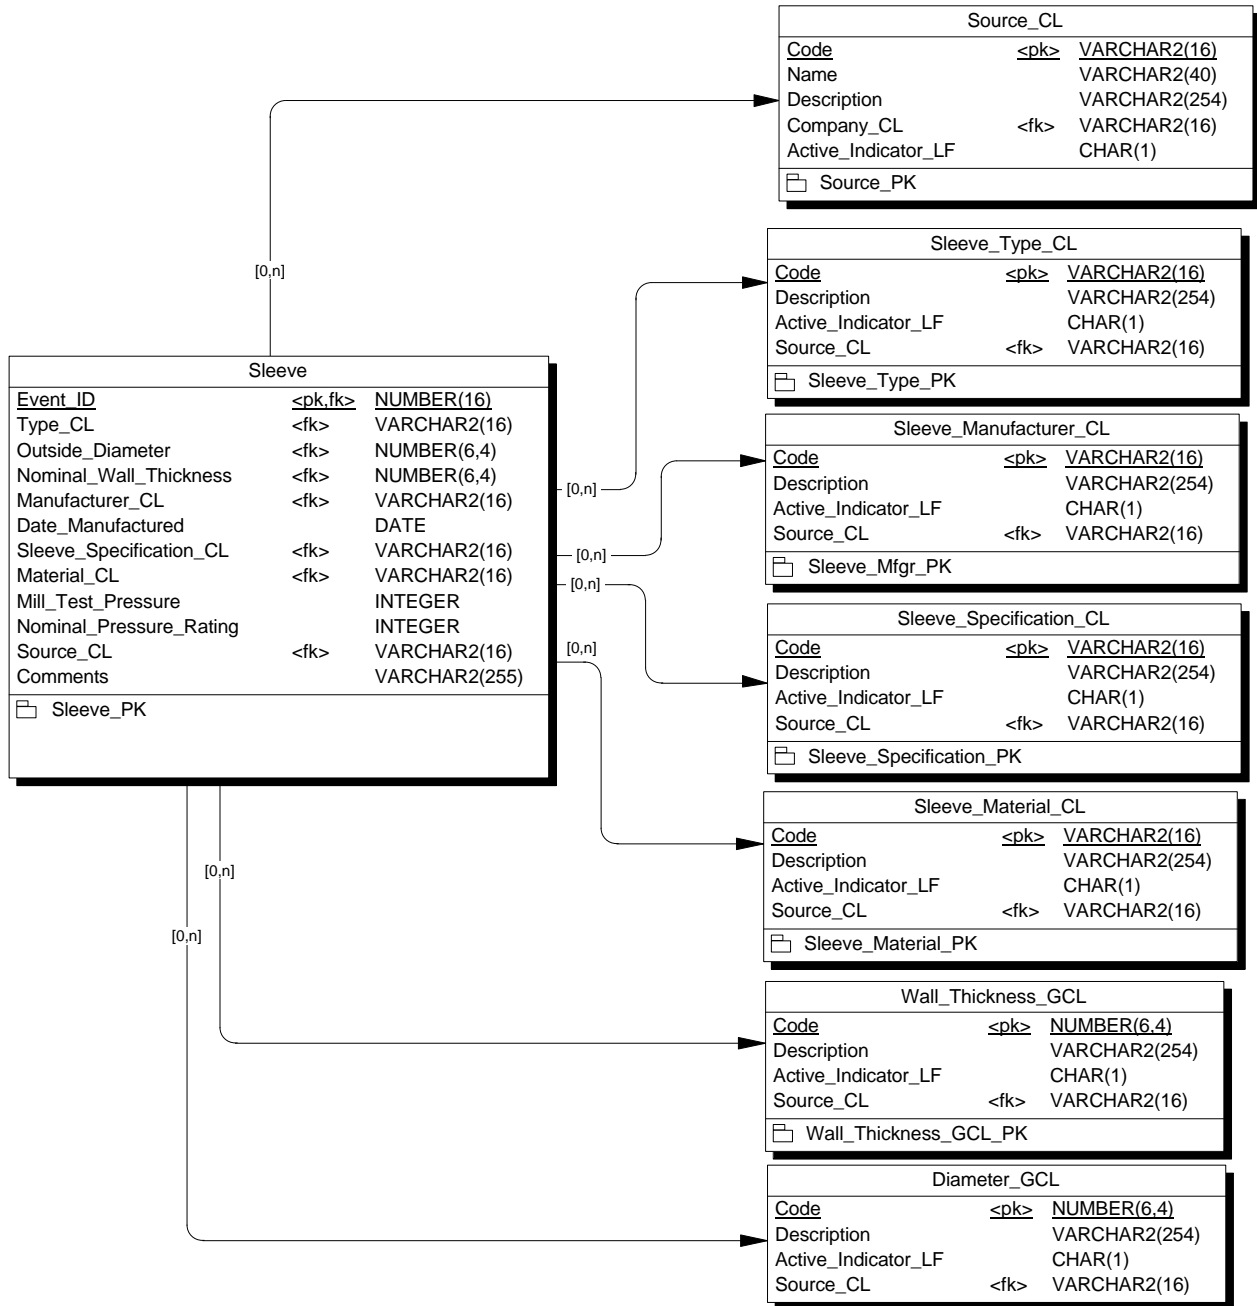 Source_CL
Code <pk> VARCHAR2(16)
Name VARCHAR2(40)
Description VARCHAR2(254)
Company_CL <fk> VARCHAR2(16)
Active_Indicator_LF CHAR(1)
Source_PK
[0,n]
Sleeve_Type_CL
Code <pk> VARCHAR2(16)
Description VARCHAR2(254)
Active_Indicator_LF CHAR(1)
Source_CL <fk> VARCHAR2(16)
Sleeve_Type_PK
Sleeve
Event_ID <pk,fk> NUMBER(16)
Type_CL <fk> VARCHAR2(16)
Outside_Diameter <fk> NUMBER(6,4)
Nominal_Wall_Thickness <fk> NUMBER(6,4)
Manufacturer_CL <fk> VARCHAR2(16)
Date_Manufactured DATE
Sleeve_Specification_CL <fk> VARCHAR2(16)
Material_CL <fk> VARCHAR2(16)
Mill_Test_Pressure INTEGER
Nominal_Pressure_Rating INTEGER
Source_CL <fk> VARCHAR2(16)
Comments VARCHAR2(255)
Sleeve_PK
[0,n]
[0,n]
[0,n]
[0,n]
Sleeve_Manufacturer_CL
Code <pk> VARCHAR2(16)
Description VARCHAR2(254)
Active_Indicator_LF CHAR(1)
Source_CL <fk> VARCHAR2(16)
Sleeve_Mfgr_PK
Sleeve_Specification_CL
Code <pk> VARCHAR2(16)
Description VARCHAR2(254)
Active_Indicator_LF CHAR(1)
Source_CL <fk> VARCHAR2(16)
Sleeve_Specification_PK
Sleeve_Material_CL
Code <pk> VARCHAR2(16)
Description VARCHAR2(254)
Active_Indicator_LF CHAR(1)
Source_CL <fk> VARCHAR2(16)
Sleeve_Material_PK
[0,n]
[0,n]
Wall_Thickness_GCL
Code <pk> NUMBER(6,4)
Description VARCHAR2(254)
Active_Indicator_LF CHAR(1)
Source_CL <fk> VARCHAR2(16)
Wall_Thickness_GCL_PK
Diameter_GCL
Code <pk> NUMBER(6,4)
Description VARCHAR2(254)
Active_Indicator_LF CHAR(1)
Source_CL <fk> VARCHAR2(16)